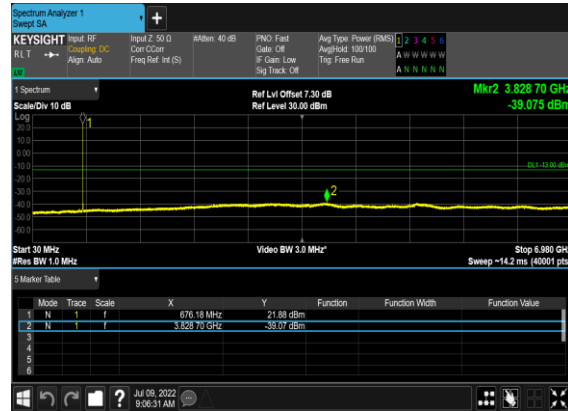 Spectrum Analyzer 1
Swept SA
KEYSIGHT Input: RF Input Z: 50 Ω #Atten: 40 dB PNO: Fast Avg Type: Power (RMS) 1 2 3 4 5 6
RLT Coupling: DC Corr CCorr Gate: Off Avg|Hold: 100/100 A W W W W W
Align: Auto Freq Ref: Int (S) IF Gain: Low Trig: Free Run
Sig Track: Off A N N N N N
1 Spectrum Ref Lvl Offset 7.30 dB Mkr2 3.828 70 GHz
Scale/Div 10 dB Ref Level 30.00 dBm -39.075 dBm
Log
1
20.0
10.0
0.00
-10.0
DL1 -13.00 dBm
-20.0
-30.0
2
-40.0
-50.0
-60.0
Start 30 MHz Video BW 3.0 MHz* Stop 6.980 GHz
#Res BW 1.0 MHz Sweep ~14.2 ms (40001 pts
5 Marker Table
Mode Trace Scale X Y Function Function Width Function Value
1 N 1 f 676.18 MHz 21.88 dBm
2 N 1 f 3.828 70 GHz -39.07 dBm
3
4
5
6
? Jul 09, 2022
9:06:31 AM